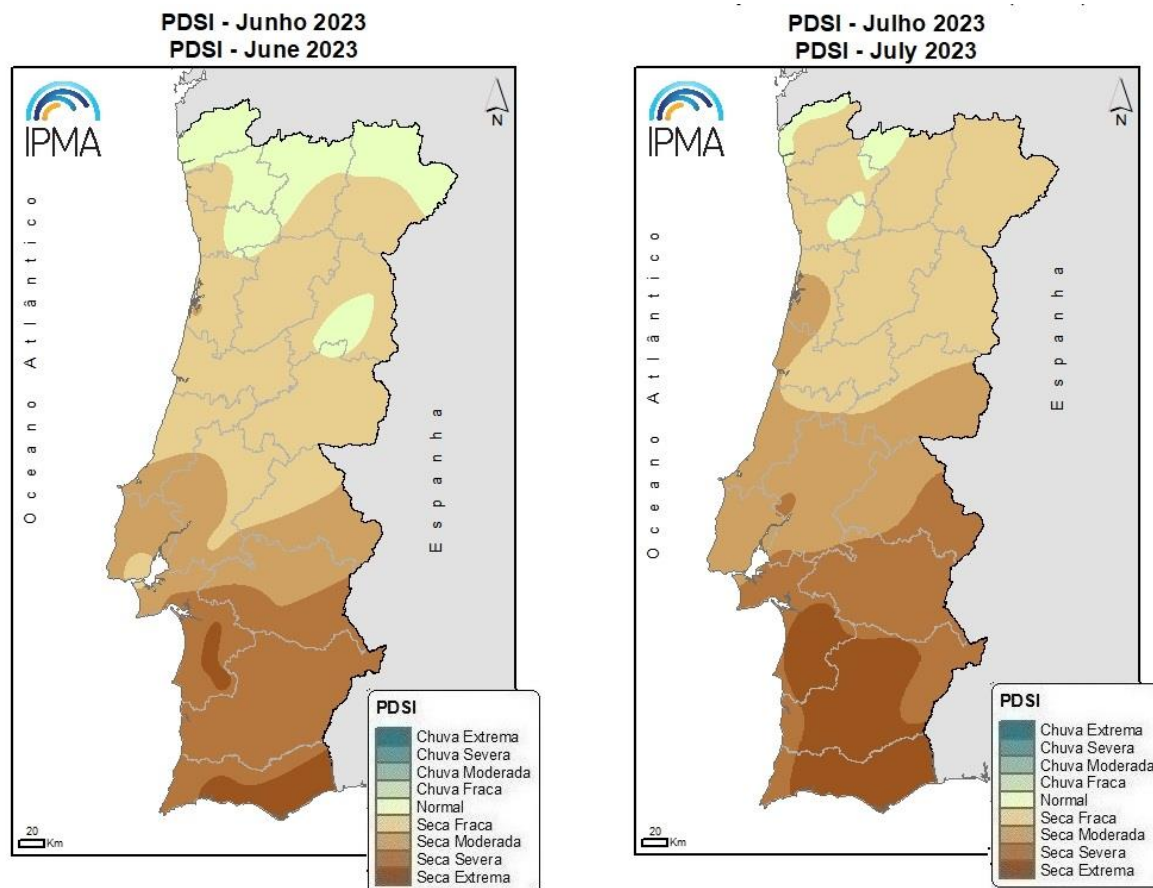 PDSI - Junho 2023
PDSI - June 2023
IPMA
N
Oceano Atlântico
Espanha
20
Km
PDSI
Chuva Extrema
Chuva Severa
Chuva Moderada
Chuva Fraca
Normal
Seca Fraca
Seca Moderada
Seca Severa
Seca Extrema
PDSI - Julho 2023
PDSI - July 2023
IPMA
N
Oceano Atlântico
Espanha
20
Km
PDSI
Chuva Extrema
Chuva Severa
Chuva Moderada
Chuva Fraca
Normal
Seca Fraca
Seca Moderada
Seca Severa
Seca Extrema